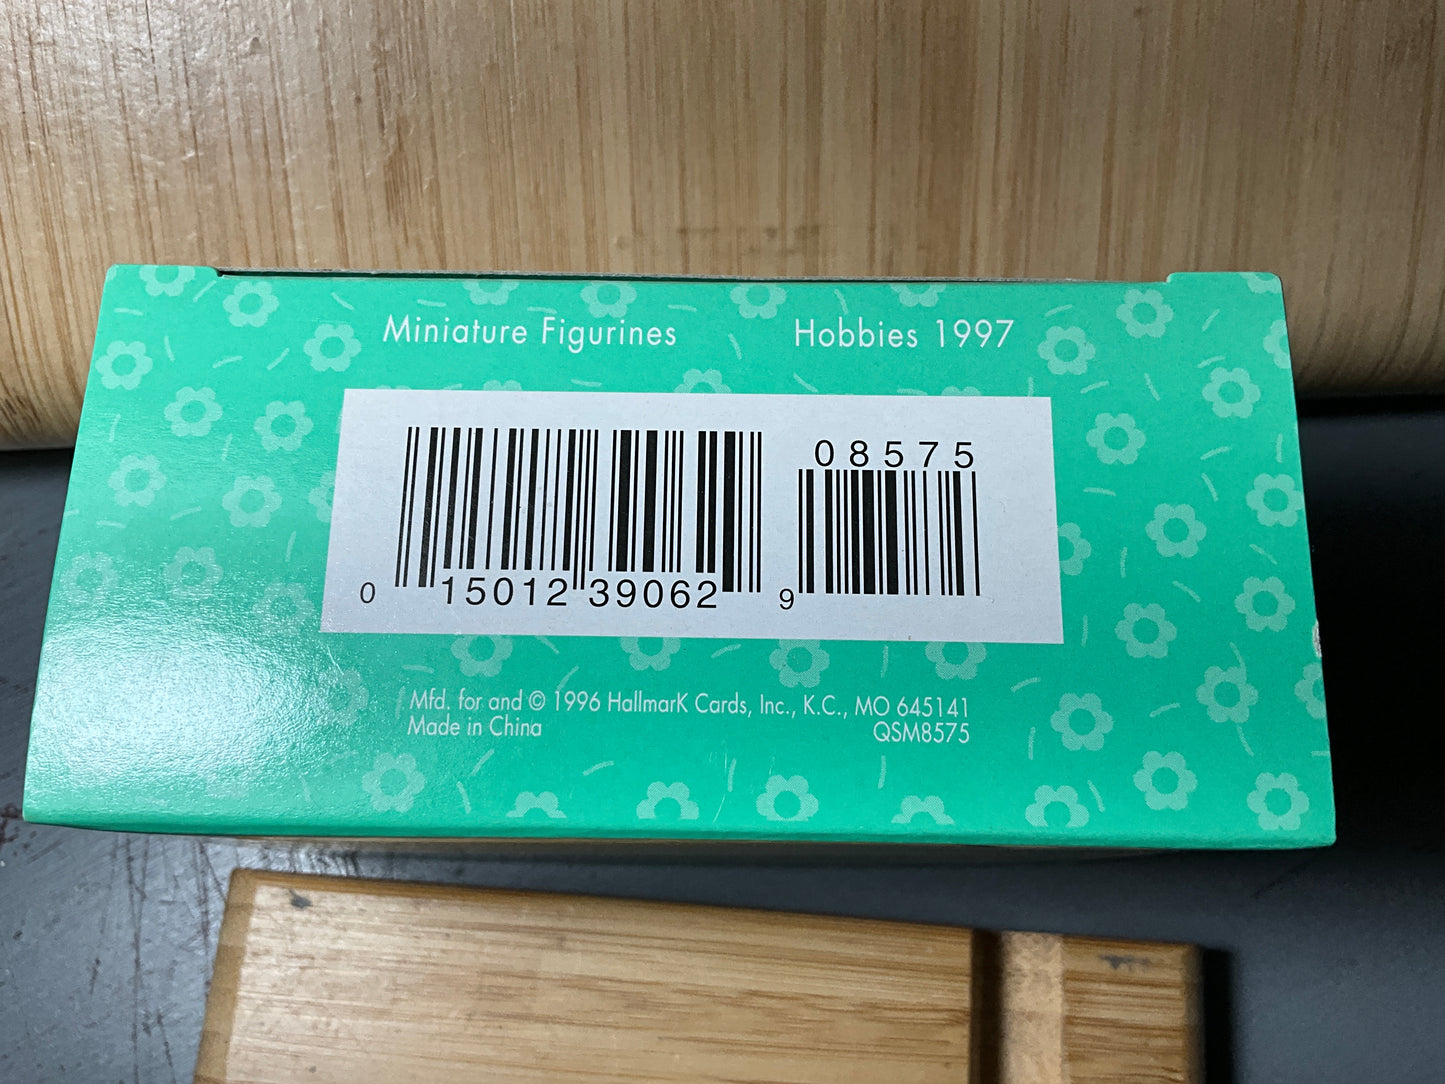 Miniature Figurines Hobbies 1997
08575
0 15012 39062 9
Mfd. for and © 1996 HallmarK Cards, Inc., K.C., MO 645141
Made in China QSM8575